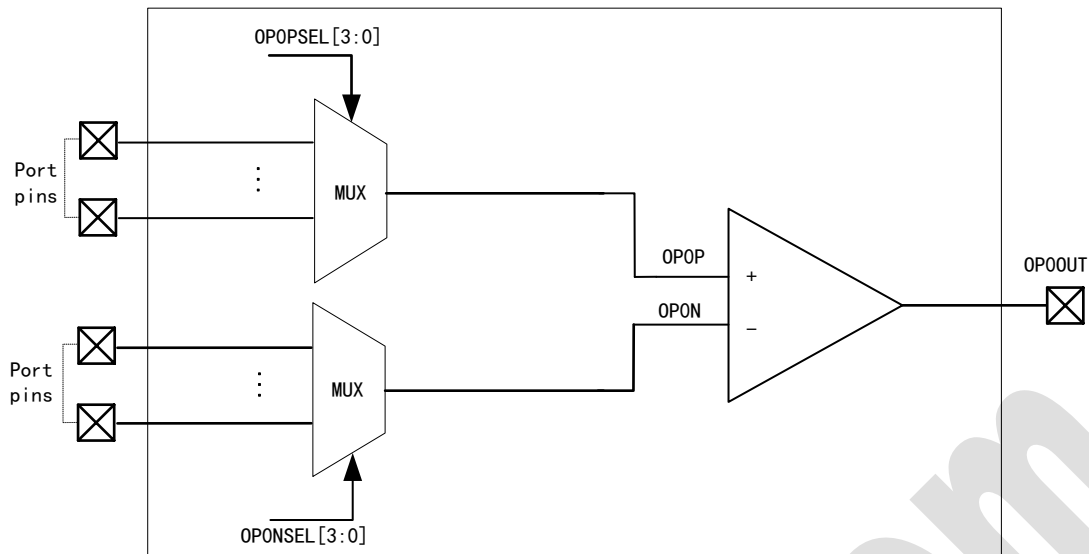 OP0PSEL[3:0]
Port
pins
⋮
MUX
OP0P
+
OP0OUT
OP0N
−
Port
pins
⋮
MUX
OP0NSEL[3:0]